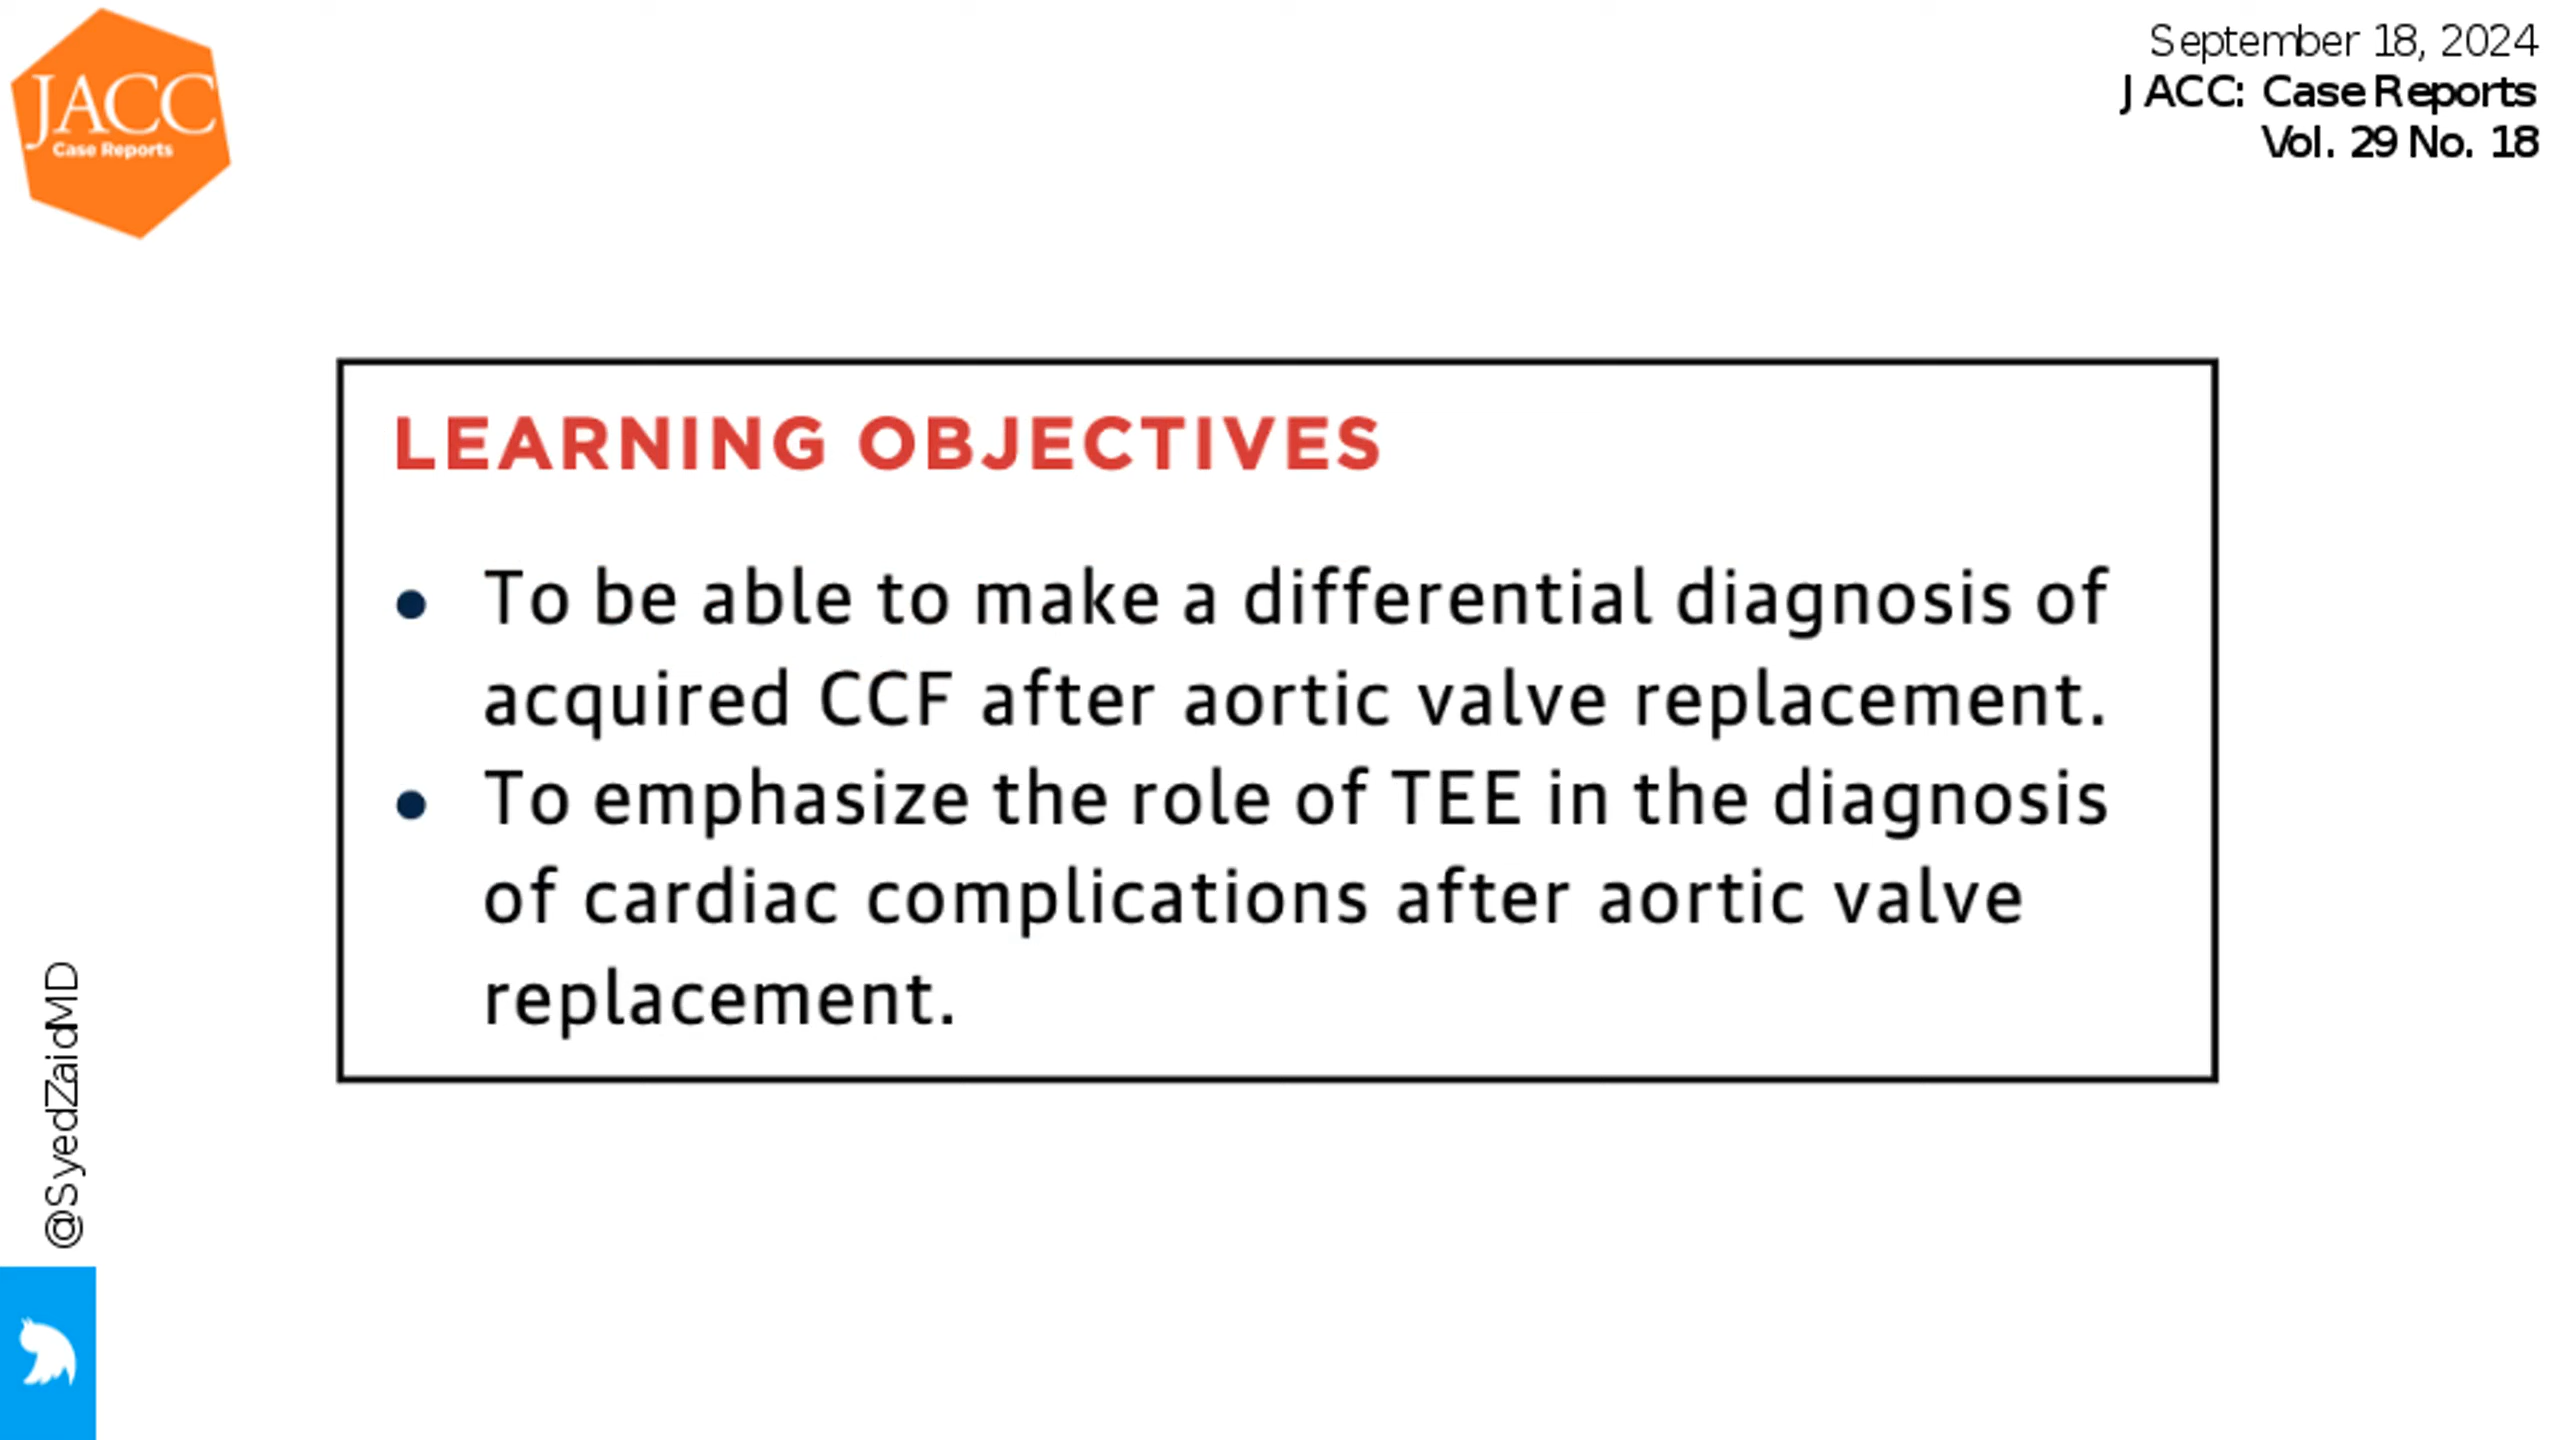 JACC
Case Reports
September 18, 2024
JACC: Case Reports
Vol. 29 No. 18
LEARNING OBJECTIVES
• To be able to make a differential diagnosis of
acquired CCF after aortic valve replacement.
• To emphasize the role of TEE in the diagnosis
of cardiac complications after aortic valve
replacement.
@SyedZaidMD